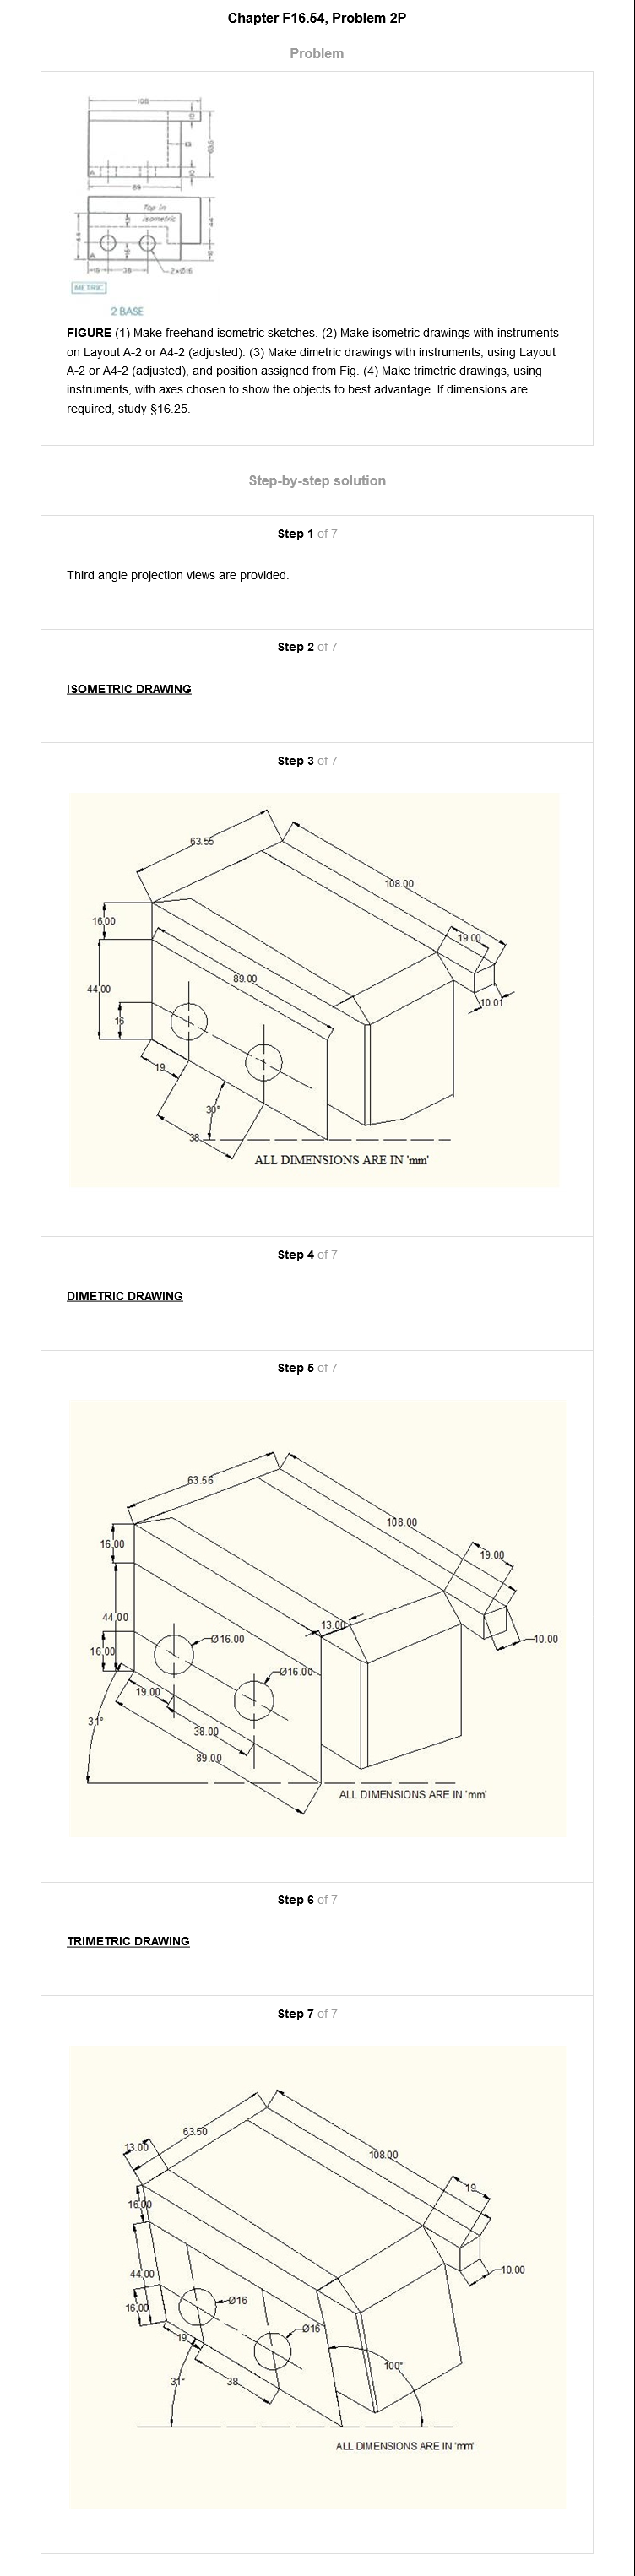 Chapter F16.54, Problem 2P
Problem
108
10
B
63.5
A
10
89
Top in
isometric
44
44
A
19
38
2×Ø16
METRIC
2 BASE
FIGURE (1) Make freehand isometric sketches. (2) Make isometric drawings with instruments
on Layout A-2 or A4-2 (adjusted). (3) Make dimetric drawings with instruments, using Layout
A-2 or A4-2 (adjusted), and position assigned from Fig. (4) Make trimetric drawings, using
instruments, with axes chosen to show the objects to best advantage. If dimensions are
required, study §16.25.
Step-by-step solution
Step 1 of 7
Third angle projection views are provided.
Step 2 of 7
ISOMETRIC DRAWING
Step 3 of 7
63.55
108.00
16.00
19.00
89.00
44.00
10.01
16
19
30°
38
ALL DIMENSIONS ARE IN 'mm'
Step 4 of 7
DIMETRIC DRAWING
Step 5 of 7
63.56
108.00
16.00
19.00
44.00
13.00
Ø16.00
10.00
16.00
Ø16.00
19.00
31°
38.00
89.00
ALL DIMENSIONS ARE IN 'mm'
Step 6 of 7
TRIMETRIC DRAWING
Step 7 of 7
63.50
13.00
108.00
19
16.00
10.00
44.00
Ø16
16.00
Ø16
19
100°
31°
38
ALL DIMENSIONS ARE IN 'mm'